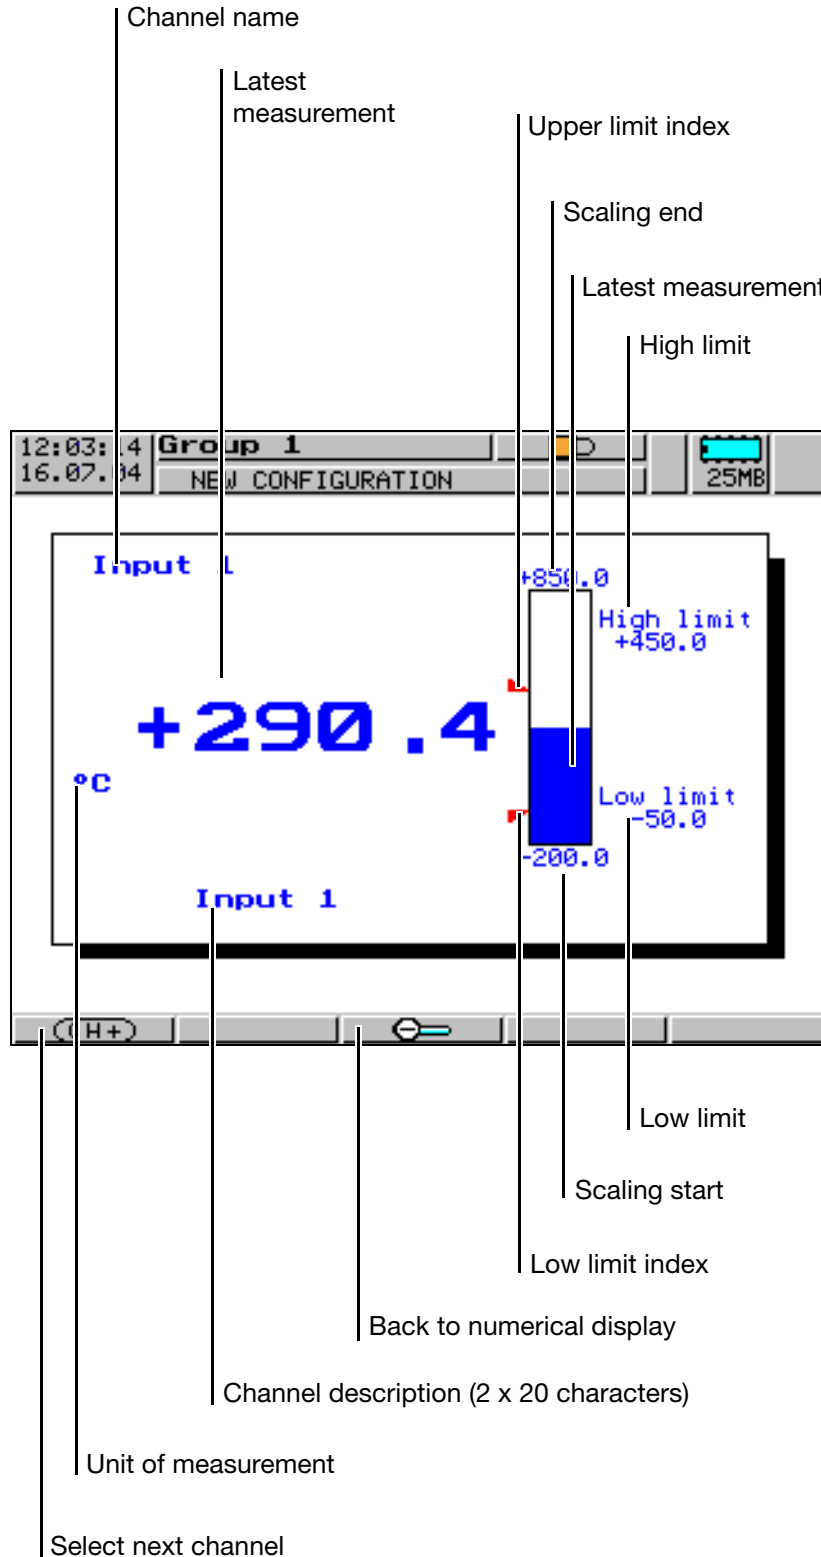 Channel name
Latest
measurement
Upper limit index
Scaling end
Latest measurement
High limit
12:03:14 Group 1
16.07.04 NEW CONFIGURATION 25MB
Input 1
+850.0
High limit
+450.0
+290.4
°C
Low limit
-50.0
-200.0
Input 1
(CH+)
Low limit
Scaling start
Low limit index
Back to numerical display
Channel description (2 x 20 characters)
Unit of measurement
Select next channel